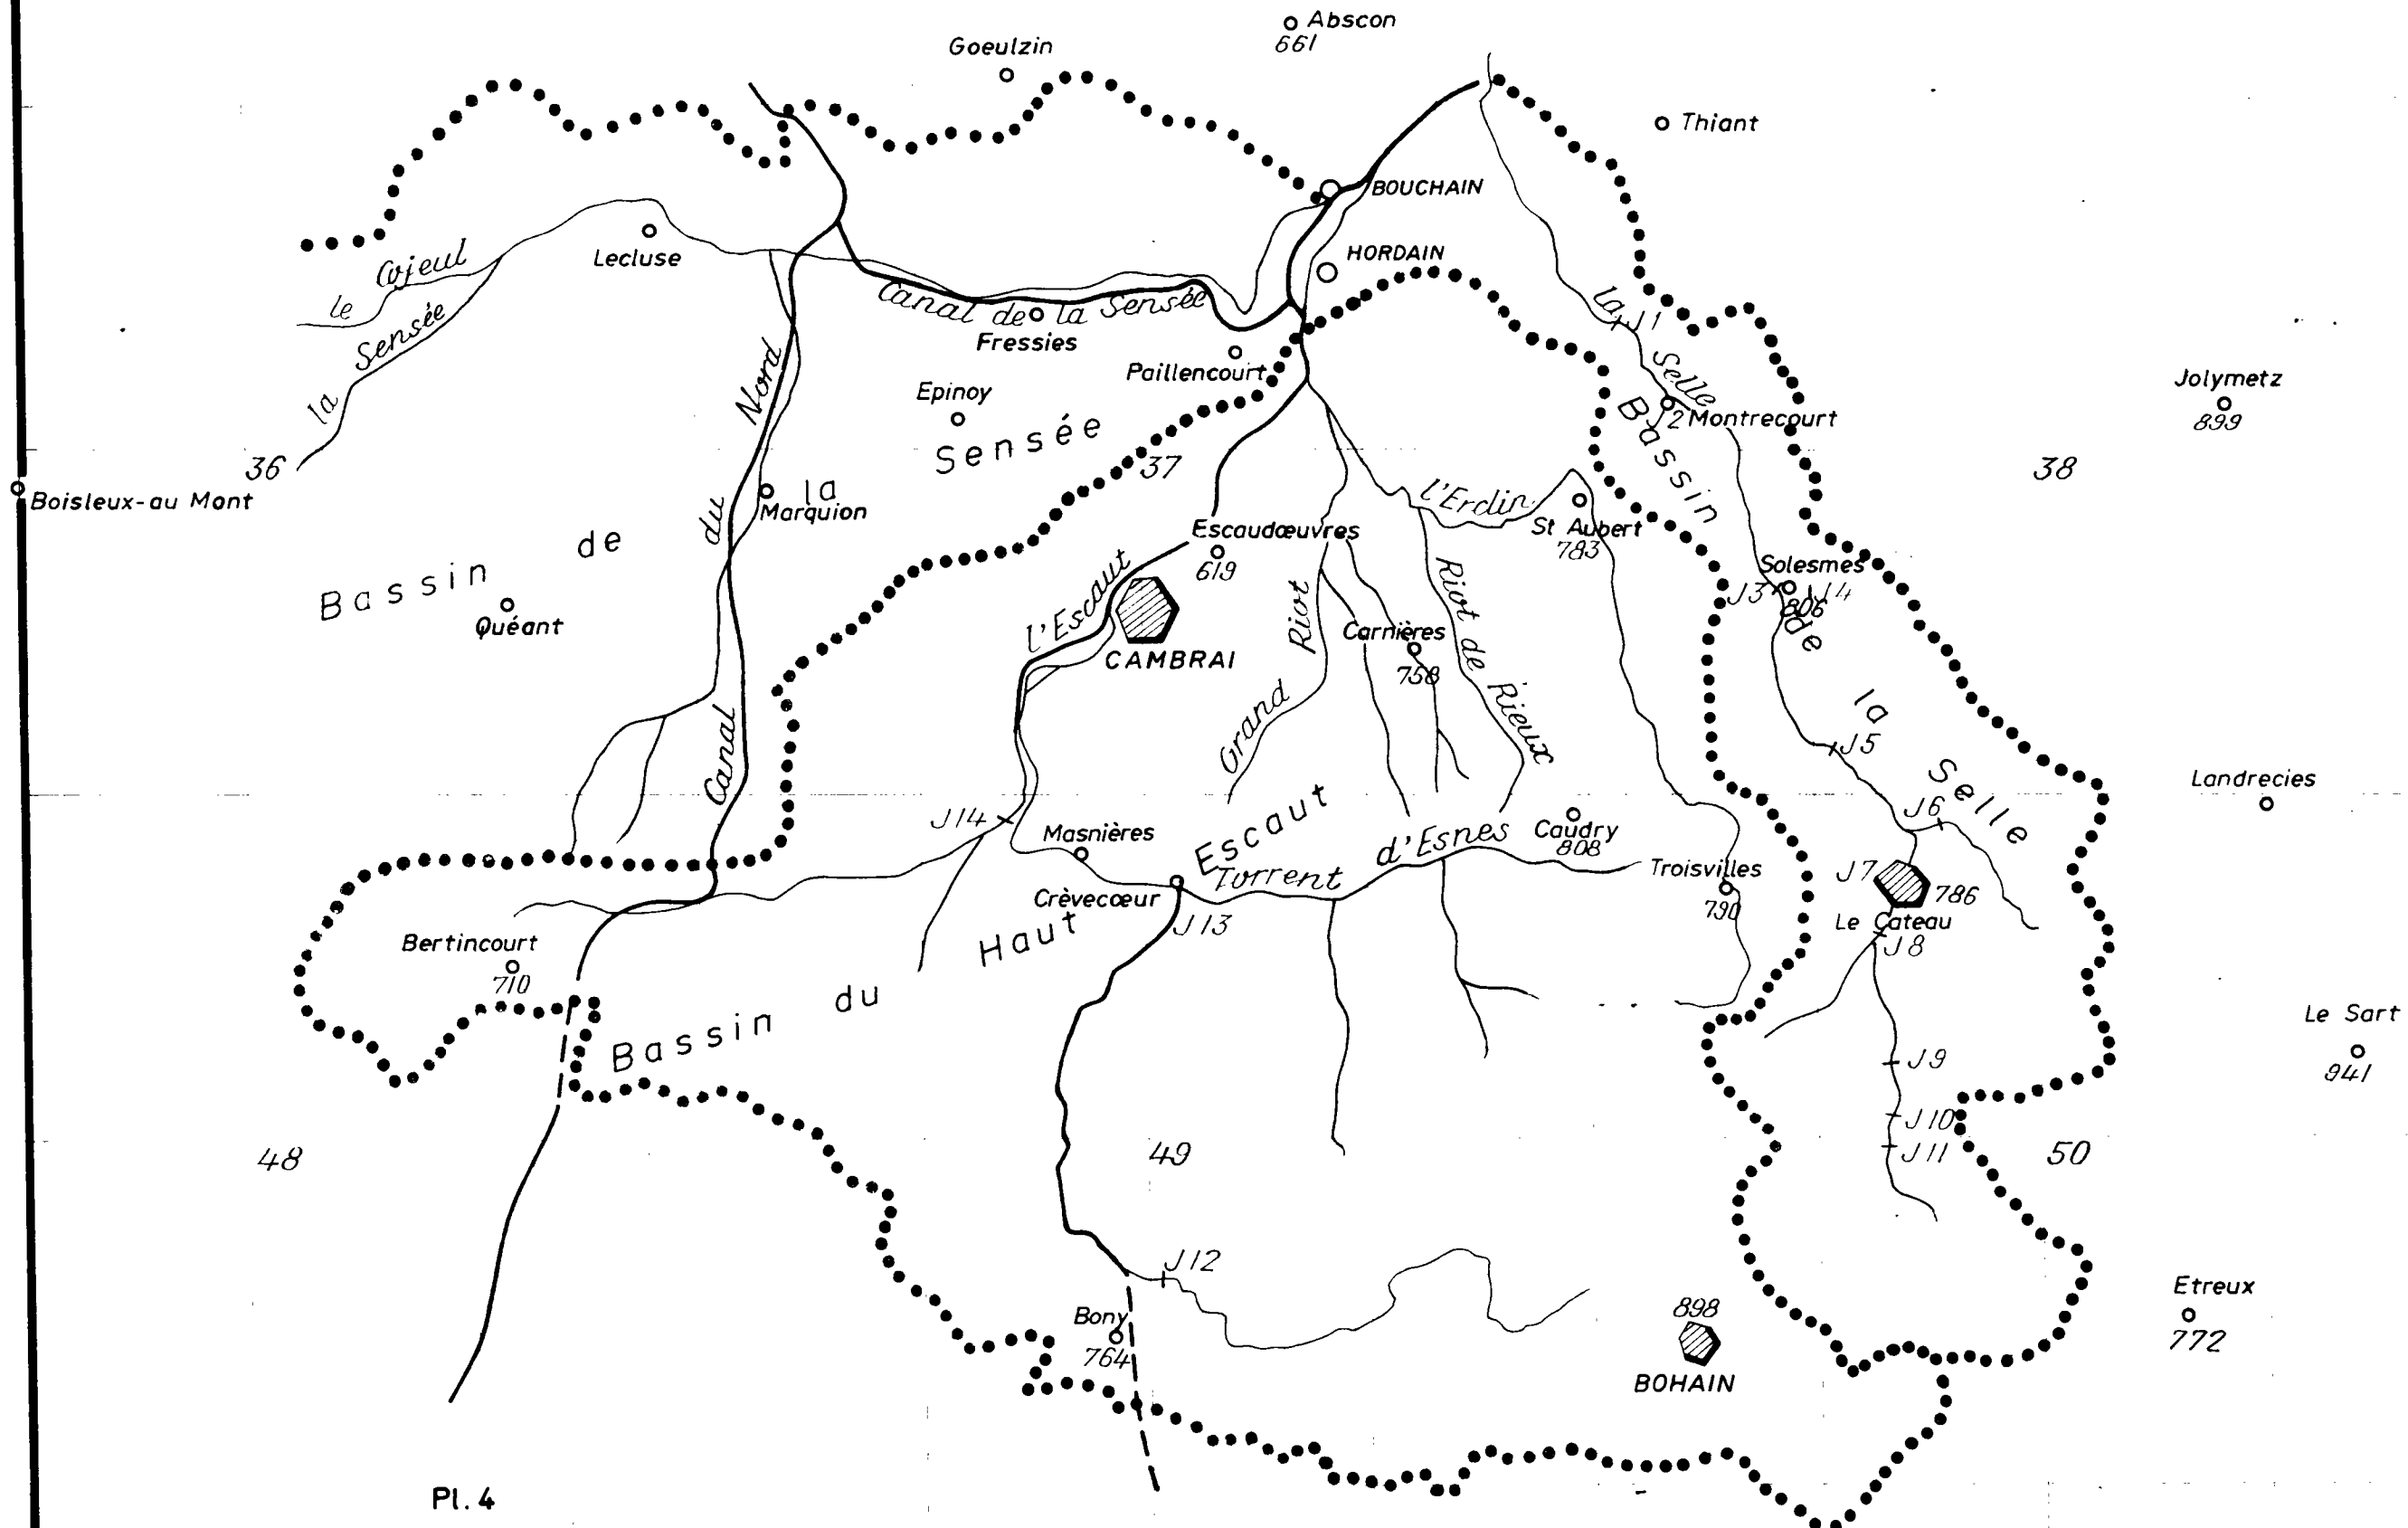 Abscon
661
Goeulzin
Thiant
BOUCHAIN
HORDAIN
Lecluse
le Cojeul
la Sensée
Canal de la Sensée
Fressies
Paillencourt
la Selle
J1
J2
Montrecourt
Jolymetz
899
Epinoy
Bassin de la Sensée
36
37
38
Boisleux-au Mont
Marquion
Canal du Nord
l'Erclin
St Aubert
783
Escaudœuvres
619
Solesmes
806
J3
J4
Bassin de la Selle
Quéant
l'Escaut
CAMBRAI
Grand Riot
Carnières
758
Riot de Rieux
J5
Landrecies
J6
J14
Masnières
Caudry
808
Torrent d'Esnes
Troisvilles
790
J7
786
Le Cateau
J8
Crèvecœur
J13
Bertincourt
710
Bassin du Haut Escaut
Le Sart
941
J9
J10
J11
48
49
50
J12
Bony
764
898
BOHAIN
Etreux
772
Pl. 4